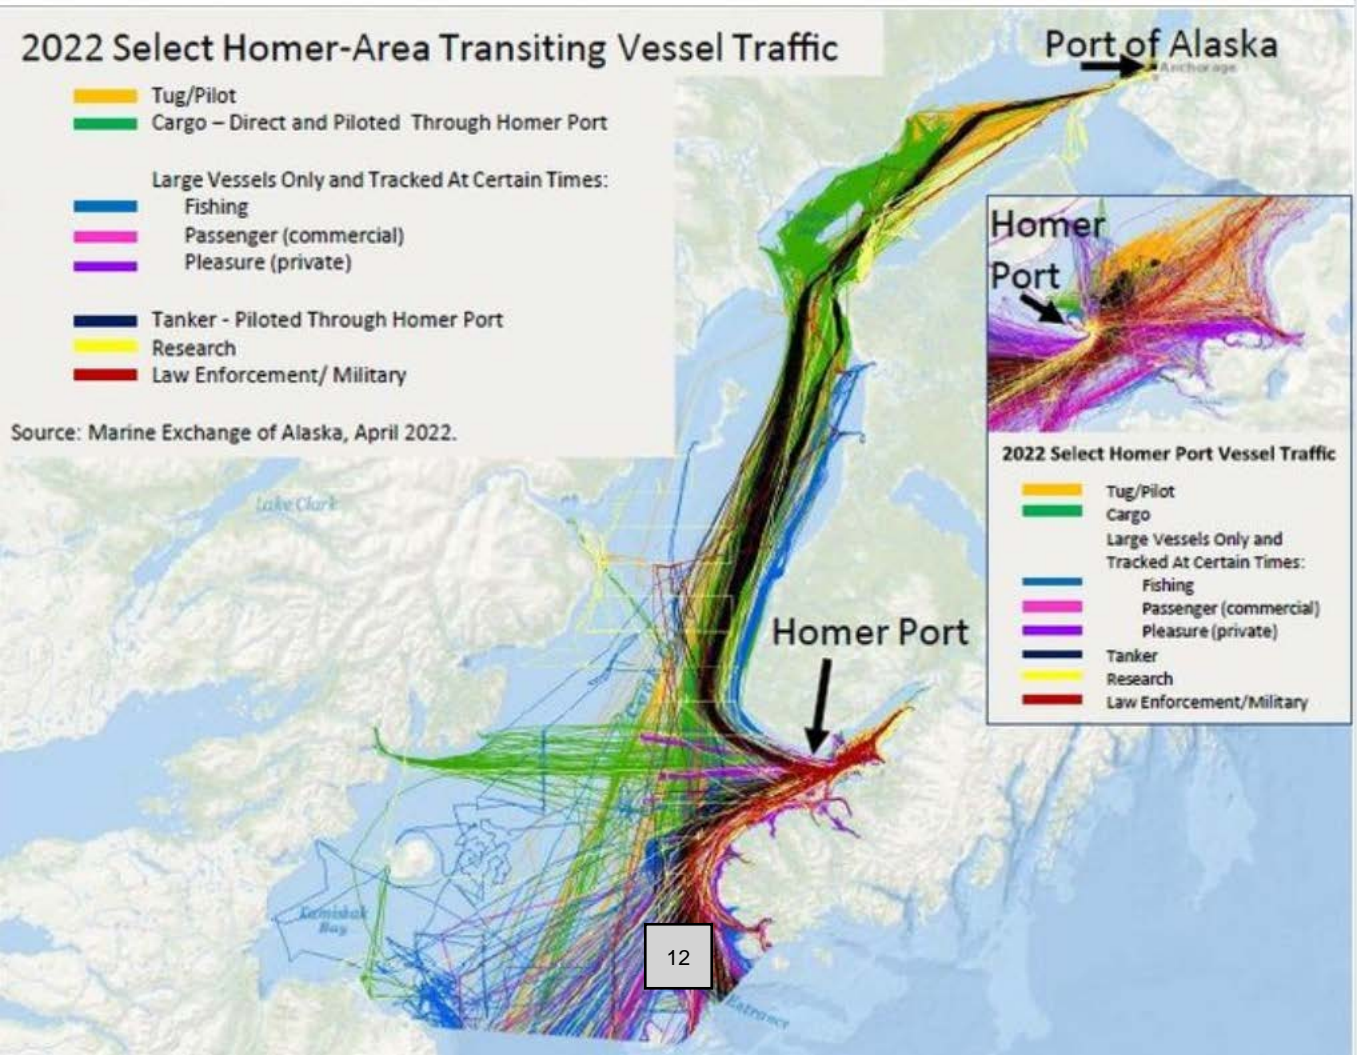 2022 Select Homer-Area Transiting Vessel Traffic
Tug/Pilot
Cargo – Direct and Piloted Through Homer Port
Large Vessels Only and Tracked At Certain Times:
Fishing
Passenger (commercial)
Pleasure (private)
Tanker - Piloted Through Homer Port
Research
Law Enforcement/ Military
Source: Marine Exchange of Alaska, April 2022.
Port of Alaska
Anchorage
Homer
Port
2022 Select Homer Port Vessel Traffic
Tug/Pilot
Cargo
Large Vessels Only and
Tracked At Certain Times:
Fishing
Passenger (commercial)
Pleasure (private)
Tanker
Research
Law Enforcement/Military
Lake Clark
Homer Port
Kamishak
Bay
12
Entrance